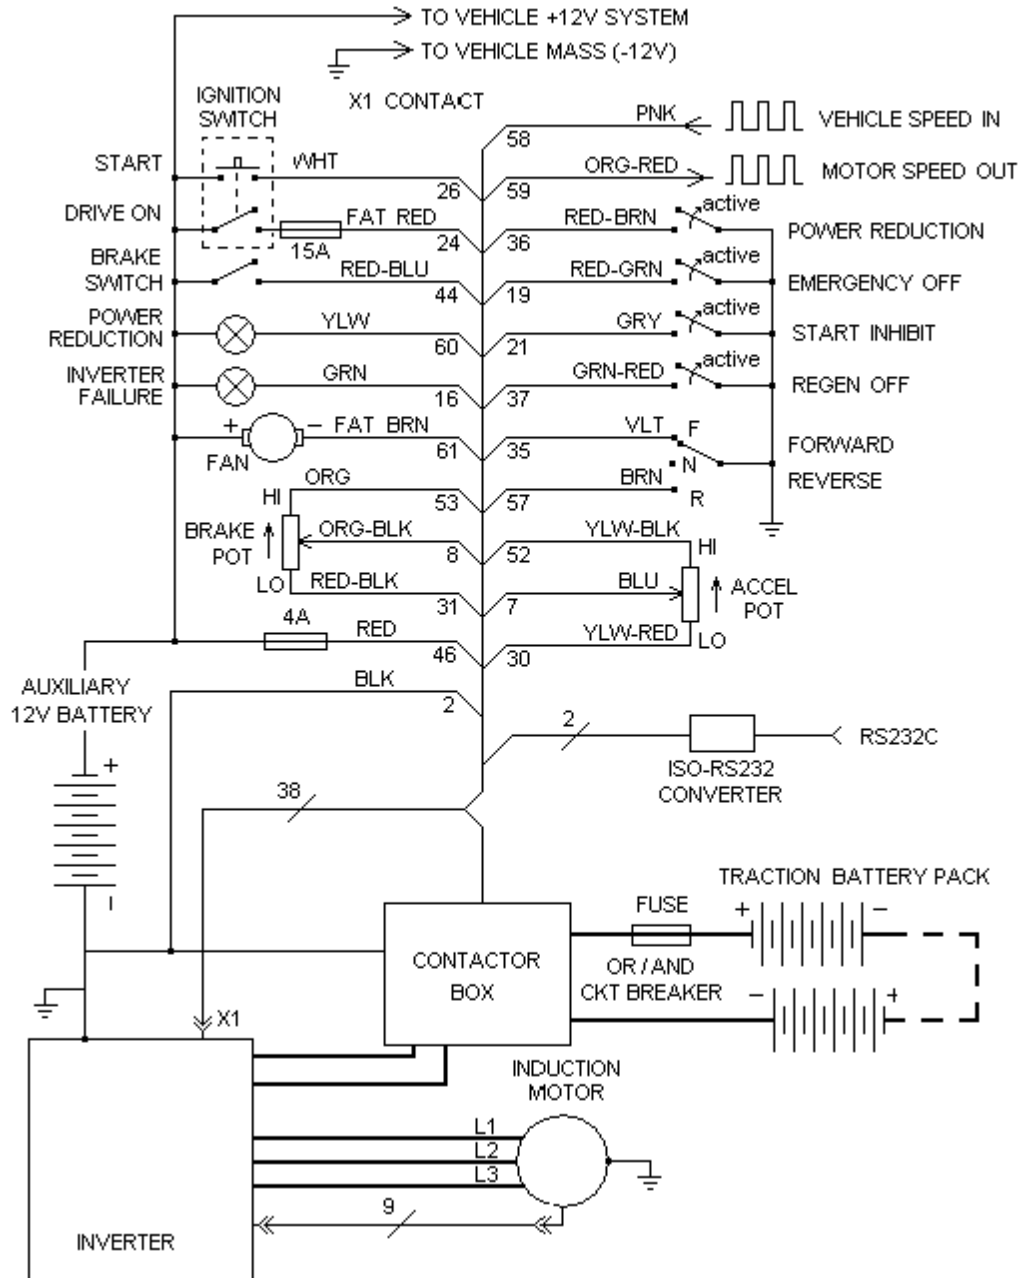 TO VEHICLE +12V SYSTEM
TO VEHICLE MASS (-12V)
IGNITION
SWITCH
X1 CONTACT
PNK
VEHICLE SPEED IN
58
START
WHT
ORG-RED
MOTOR SPEED OUT
26
59
DRIVE ON
FAT RED
RED-BRN
active
POWER REDUCTION
15A
24
36
BRAKE
SWITCH
RED-BLU
RED-GRN
active
EMERGENCY OFF
44
19
POWER
REDUCTION
YLW
GRY
active
START INHIBIT
60
21
INVERTER
FAILURE
GRN
GRN-RED
active
REGEN OFF
16
37
+
−
FAT BRN
VLT
F
FORWARD
FAN
61
35
N
ORG
BRN
REVERSE
HI
53
57
R
BRAKE
POT
ORG-BLK
YLW-BLK
HI
8
52
LO
RED-BLK
BLU
ACCEL
POT
31
7
4A
RED
YLW-RED
LO
46
30
AUXILIARY
12V BATTERY
BLK
2
2
RS232C
ISO-RS232
CONVERTER
+
38
−
TRACTION BATTERY PACK
FUSE
+
−
CONTACTOR
BOX
OR / AND
CKT BREAKER
−
+
X1
INDUCTION
MOTOR
L1
L2
L3
9
INVERTER